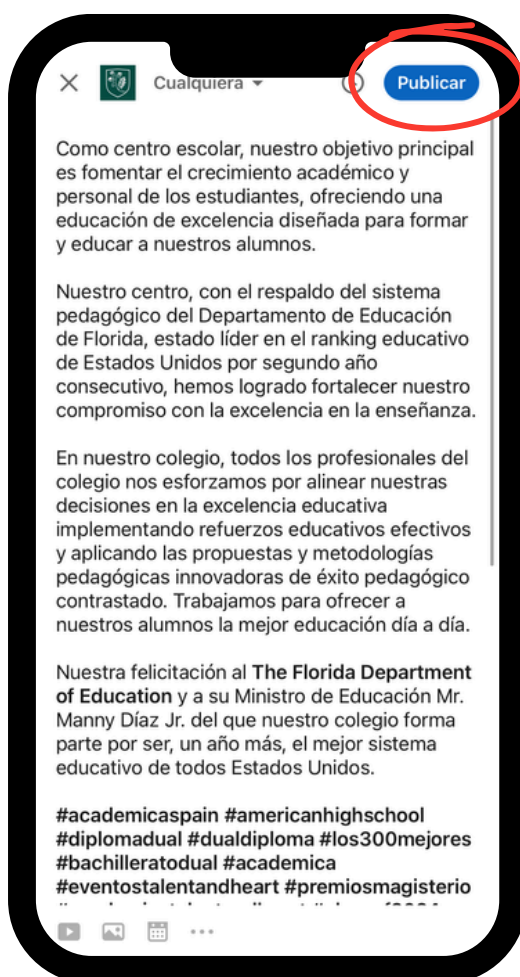 Cualquiera
Publicar
Como centro escolar, nuestro objetivo principal
es fomentar el crecimiento académico y
personal de los estudiantes, ofreciendo una
educación de excelencia diseñada para formar
y educar a nuestros alumnos.
Nuestro centro, con el respaldo del sistema
pedagógico del Departamento de Educación
de Florida, estado líder en el ranking educativo
de Estados Unidos por segundo año
consecutivo, hemos logrado fortalecer nuestro
compromiso con la excelencia en la enseñanza.
En nuestro colegio, todos los profesionales del
colegio nos esforzamos por alinear nuestras
decisiones en la excelencia educativa
implementando refuerzos educativos efectivos
y aplicando las propuestas y metodologías
pedagógicas innovadoras de éxito pedagógico
contrastado. Trabajamos para ofrecer a
nuestros alumnos la mejor educación día a día.
Nuestra felicitación al The Florida Department
of Education y a su Ministro de Educación Mr.
Manny Díaz Jr. del que nuestro colegio forma
parte por ser, un año más, el mejor sistema
educativo de todos Estados Unidos.
#academicaspain #americanhighschool
#diplomadual #dualdiploma #los300mejores
#bachilleratodual #academica
#eventostalentandheart #premiosmagisterio